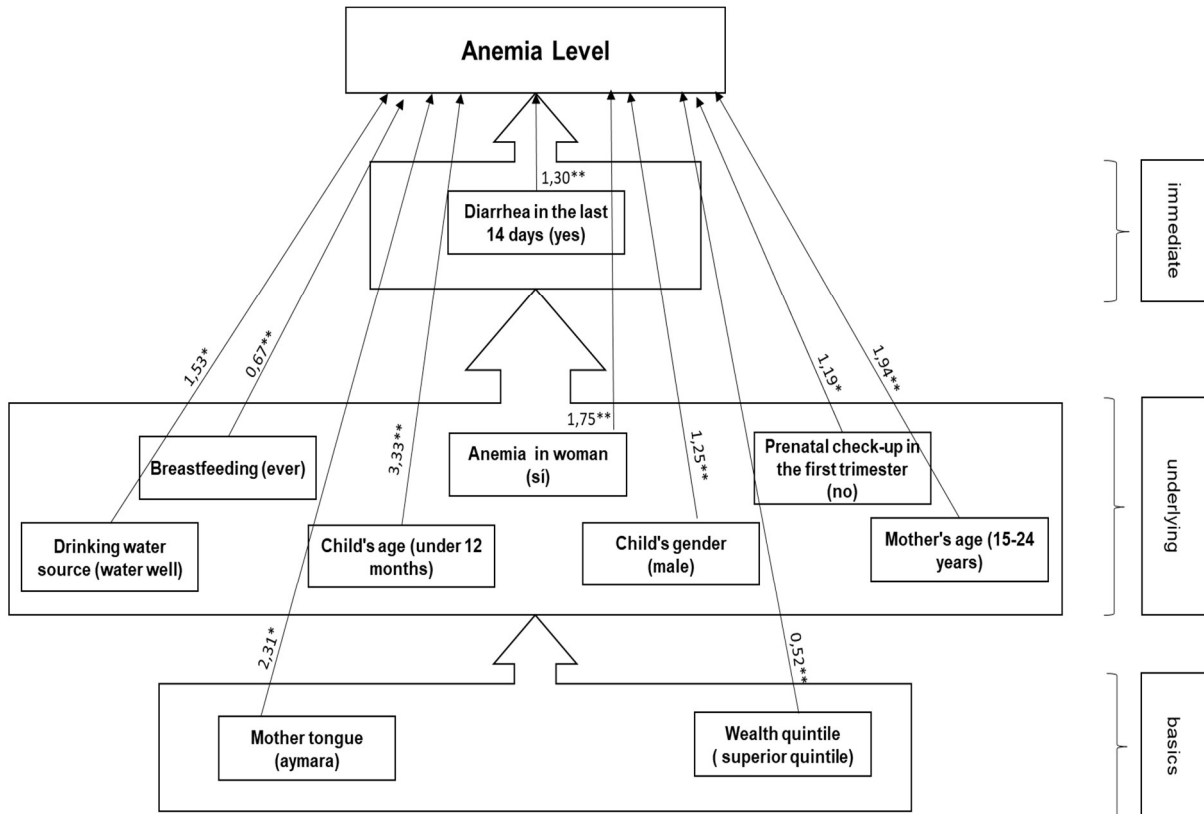 Anemia Level
1,30**
Diarrhea in the last
14 days (yes)
immediate
1,53*
0,67**
3,33**
1,75**
1,25**
1,19*
1,94**
Breastfeeding (ever)
Anemia in woman
(sí)
Prenatal check-up in
the first trimester
(no)
Drinking water
source (water well)
Child's age (under 12
months)
Child's gender
(male)
Mother's age (15-24
years)
underlying
2,31*
0,52**
Mother tongue
(aymara)
Wealth quintile
( superior quintile)
basics